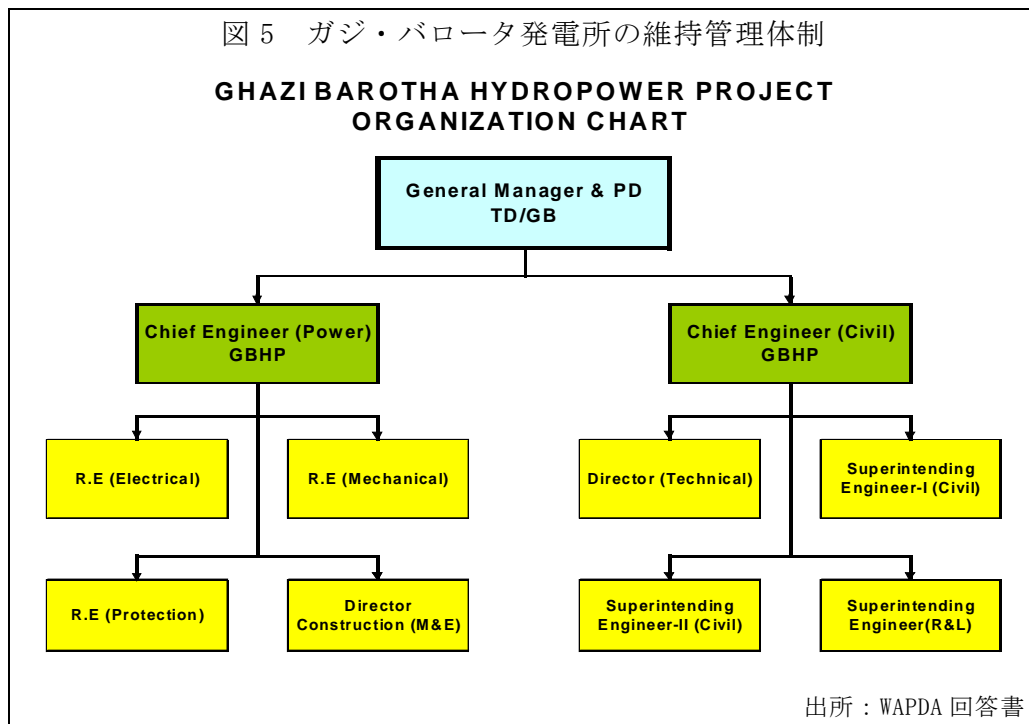 図 5　ガジ・バロータ発電所の維持管理体制
GHAZI BAROTHA HYDROPOWER PROJECT
ORGANIZATION CHART
General Manager & PD
TD/GB
Chief Engineer (Power)
GBHP
Chief Engineer (Civil)
GBHP
R.E (Electrical)
R.E (Mechanical)
Director (Technical)
Superintending
Engineer-I (Civil)
R.E (Protection)
Director
Construction (M&E)
Superintending
Engineer-II (Civil)
Superintending
Engineer(R&L)
出所：WAPDA 回答書